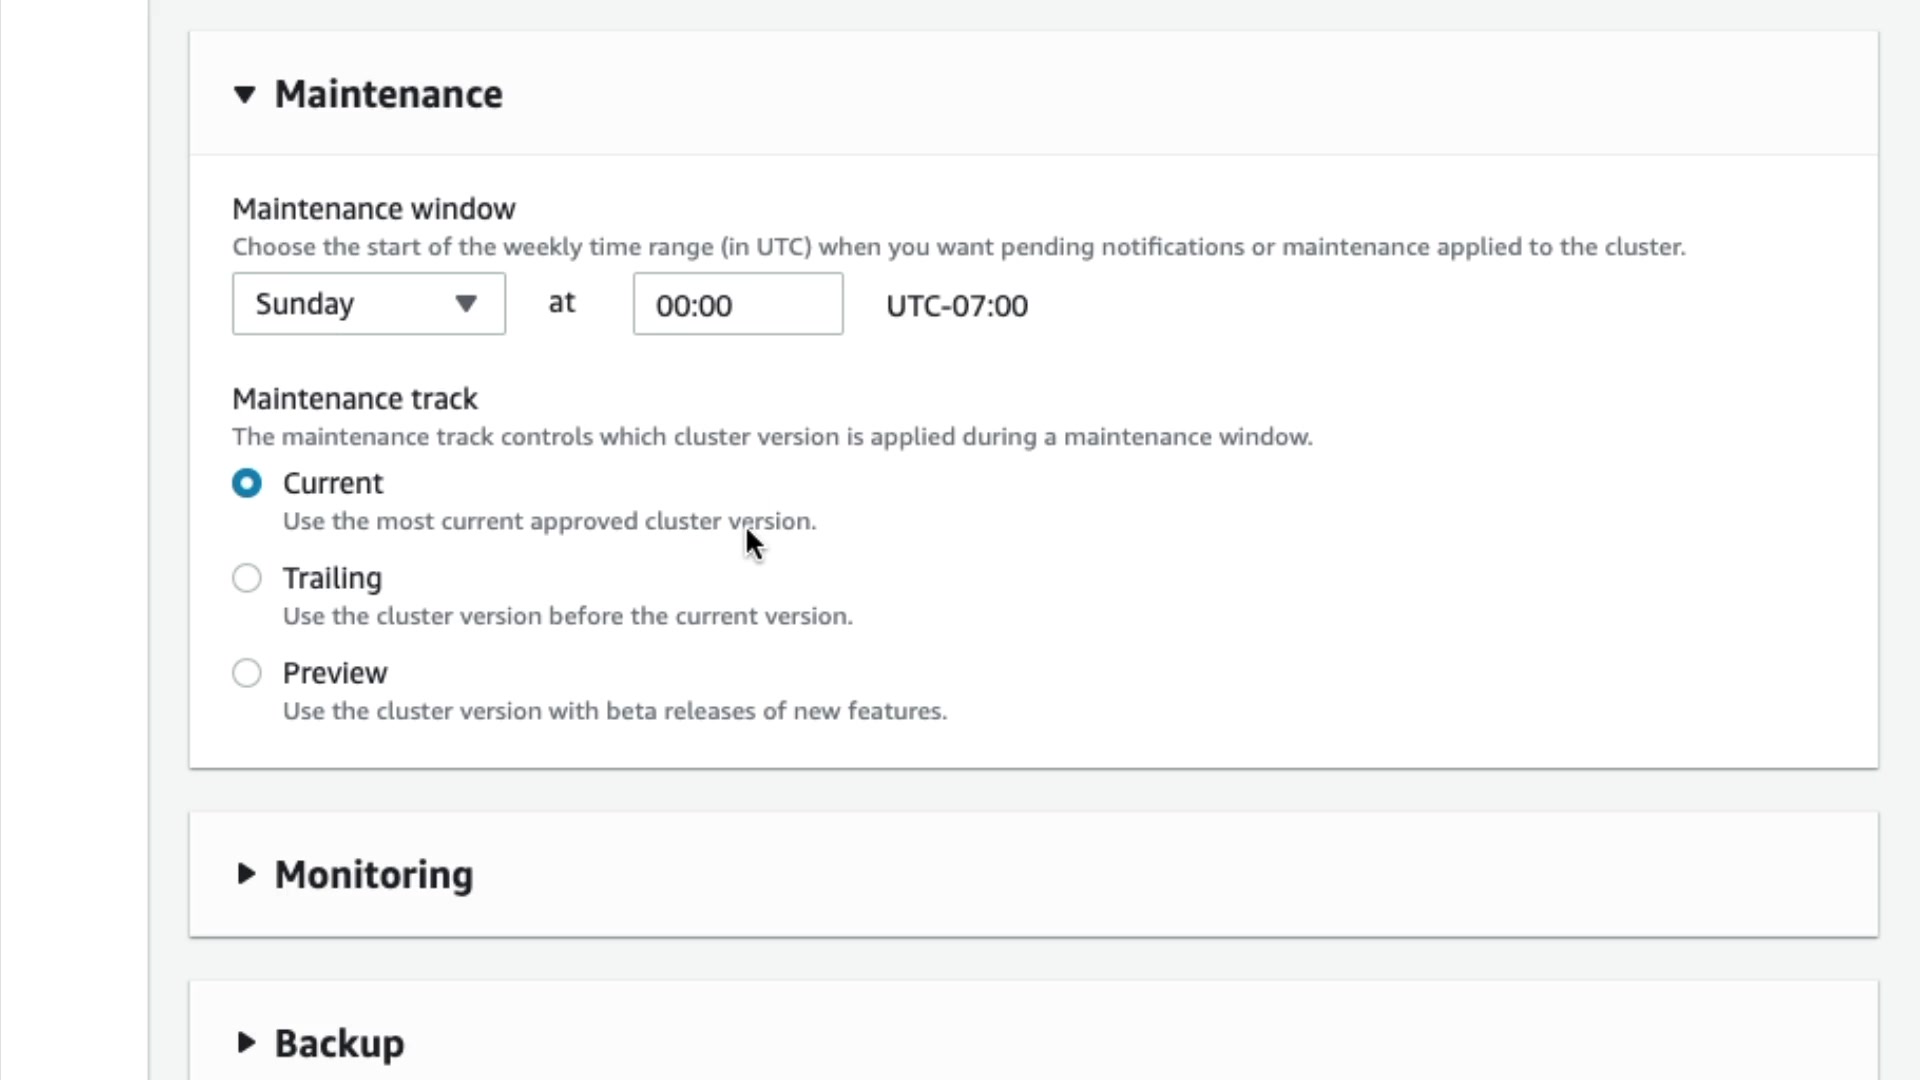 Maintenance
Maintenance window
Choose the start of the weekly time range (in UTC) when you want pending notifications or maintenance applied to the cluster.
Sunday at 00:00 UTC-07:00
Maintenance track
The maintenance track controls which cluster version is applied during a maintenance window.
Current
Use the most current approved cluster version.
Trailing
Use the cluster version before the current version.
Preview
Use the cluster version with beta releases of new features.
Monitoring
Backup